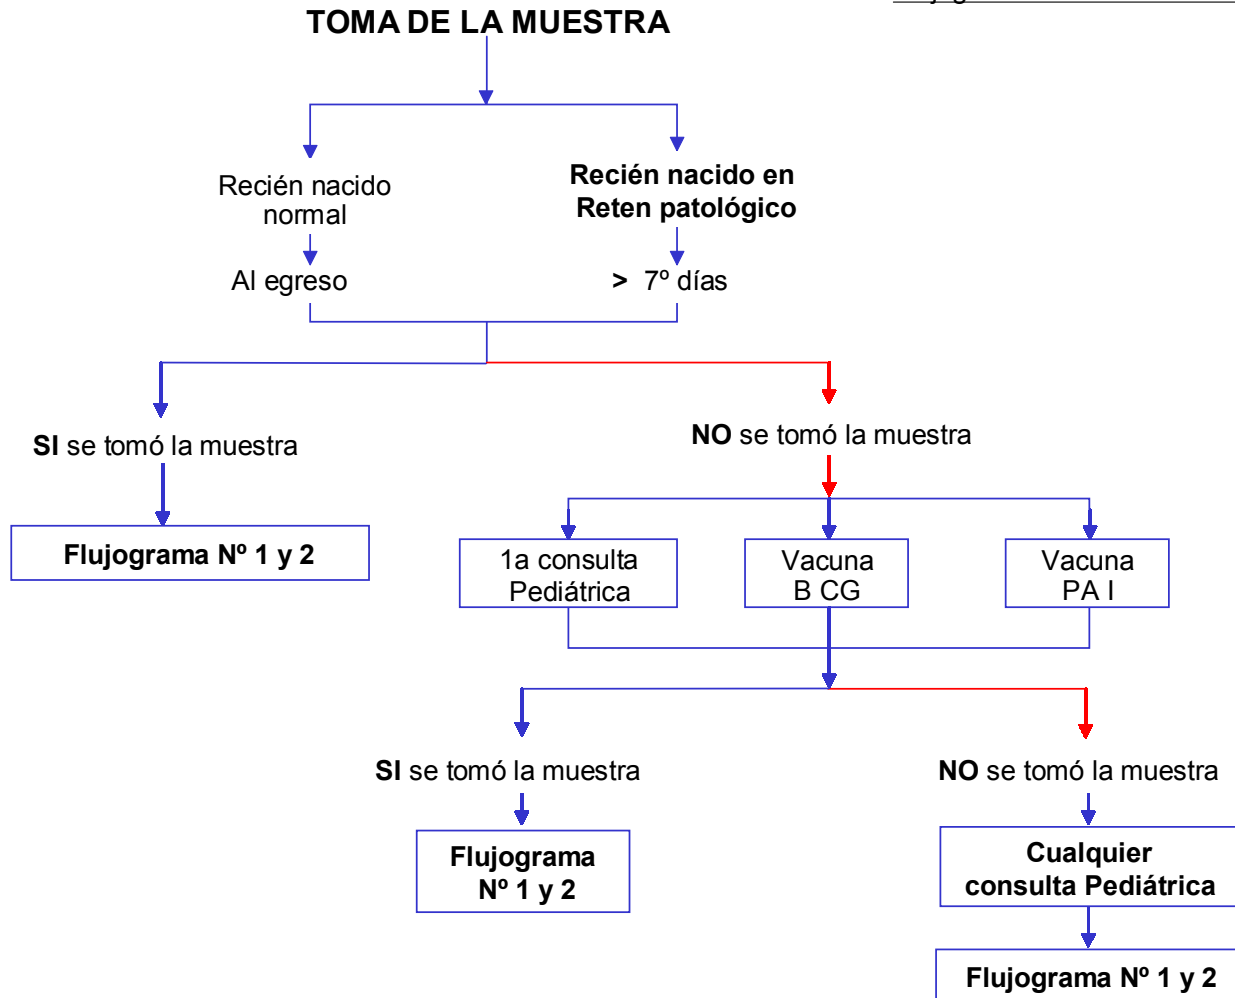 TOMA DE LA MUESTRA
Recién nacido
normal
Recién nacido en
Reten patológico
Al egreso
> 7º días
SI se tomó la muestra
NO se tomó la muestra
Flujograma Nº 1 y 2
1a consulta
Pediátrica
Vacuna
B CG
Vacuna
PA I
SI se tomó la muestra
NO se tomó la muestra
Flujograma
Nº 1 y 2
Cualquier
consulta Pediátrica
Flujograma Nº 1 y 2